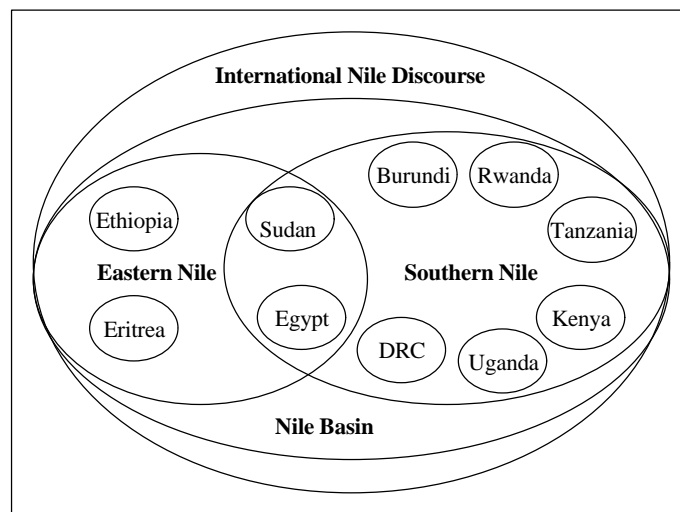 International Nile Discourse
Burundi
Rwanda
Ethiopia
Sudan
Tanzania
Eastern Nile
Southern Nile
Eritrea
Egypt
Kenya
DRC
Uganda
Nile Basin